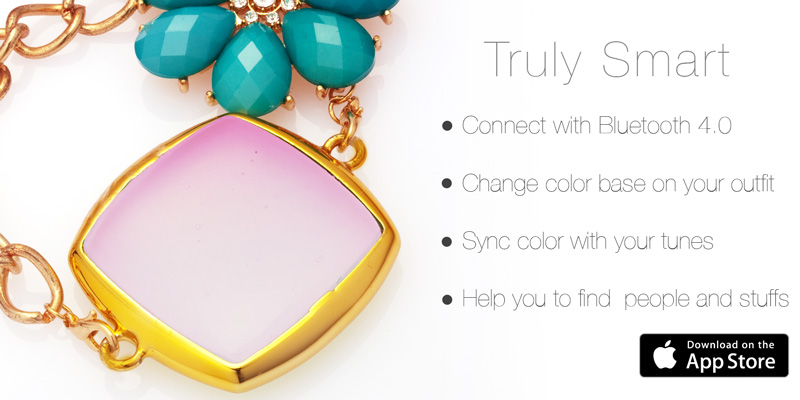 Truly Smart
• Connect with Bluetooth 4.0
• Change color base on your outfit
• Sync color with your tunes
• Help you to find people and stuffs
Download on the
App Store